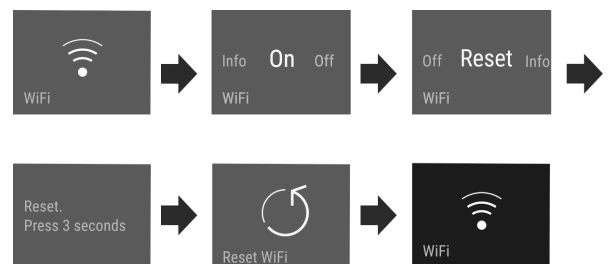 WiFi
Info On Off
WiFi
Off Reset Info
WiFi
Reset.
Press 3 seconds
Reset WiFi
WiFi